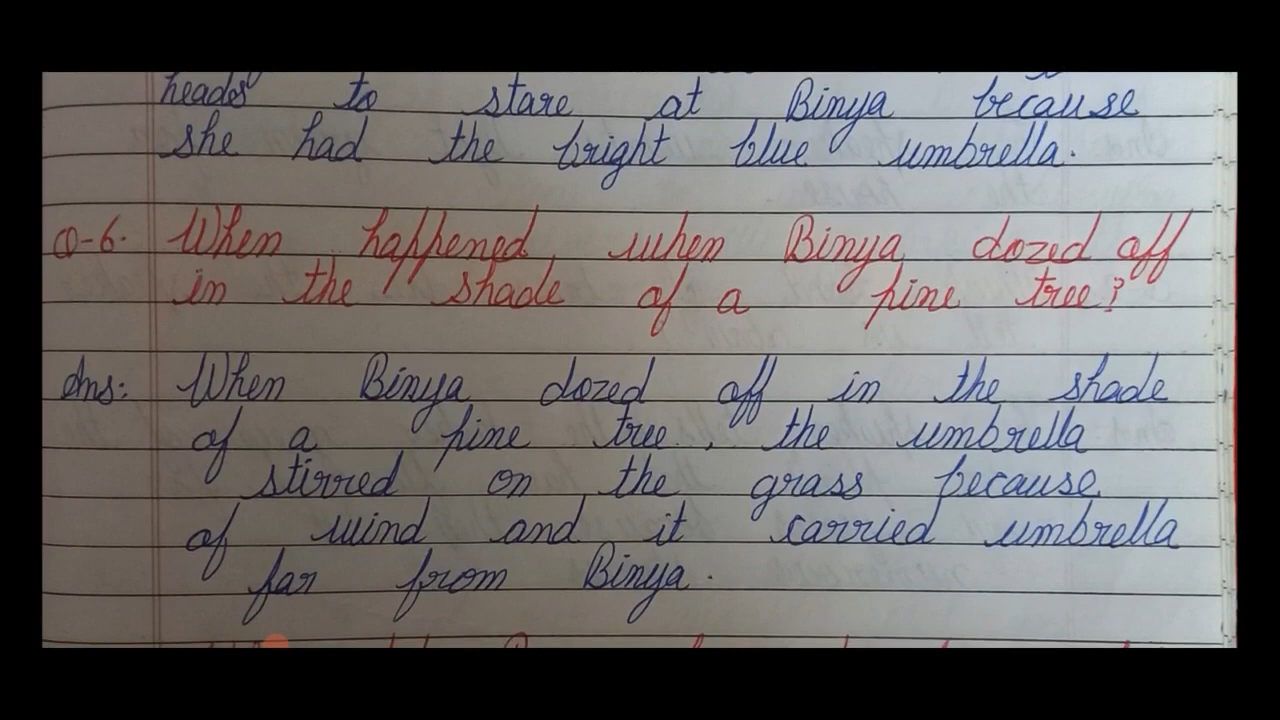 heads to stare at Binya because
she had the bright blue umbrella.
Q-6. When happened when Binya dozed off
in the shade of a pine tree?
Ans: When Binya dozed off in the shade
of a pine tree, the umbrella
stirred on the grass because
of wind and it carried umbrella
far from Binya.